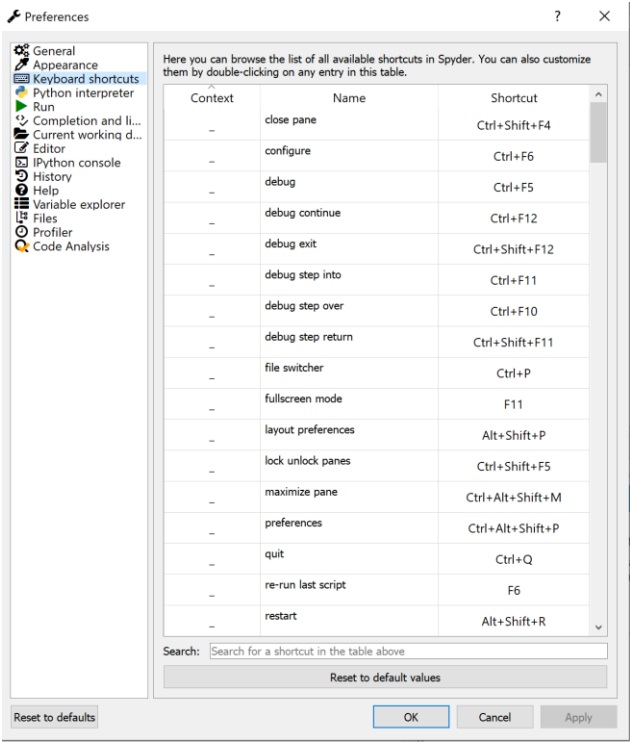 Preferences
?
General
Appearance
Keyboard shortcuts
Python interpreter
Run
Completion and li...
Current working d...
Editor
IPython console
History
Help
Variable explorer
Files
Profiler
Code Analysis
Here you can browse the list of all available shortcuts in Spyder. You can also customize
them by double-clicking on any entry in this table.
Context Name Shortcut
_ close pane Ctrl+Shift+F4
_ configure Ctrl+F6
_ debug Ctrl+F5
_ debug continue Ctrl+F12
_ debug exit Ctrl+Shift+F12
_ debug step into Ctrl+F11
_ debug step over Ctrl+F10
_ debug step return Ctrl+Shift+F11
_ file switcher Ctrl+P
_ fullscreen mode F11
_ layout preferences Alt+Shift+P
_ lock unlock panes Ctrl+Shift+F5
_ maximize pane Ctrl+Alt+Shift+M
_ preferences Ctrl+Alt+Shift+P
_ quit Ctrl+Q
_ re-run last script F6
_ restart Alt+Shift+R
Search: Search for a shortcut in the table above
Reset to default values
Reset to defaults OK Cancel Apply